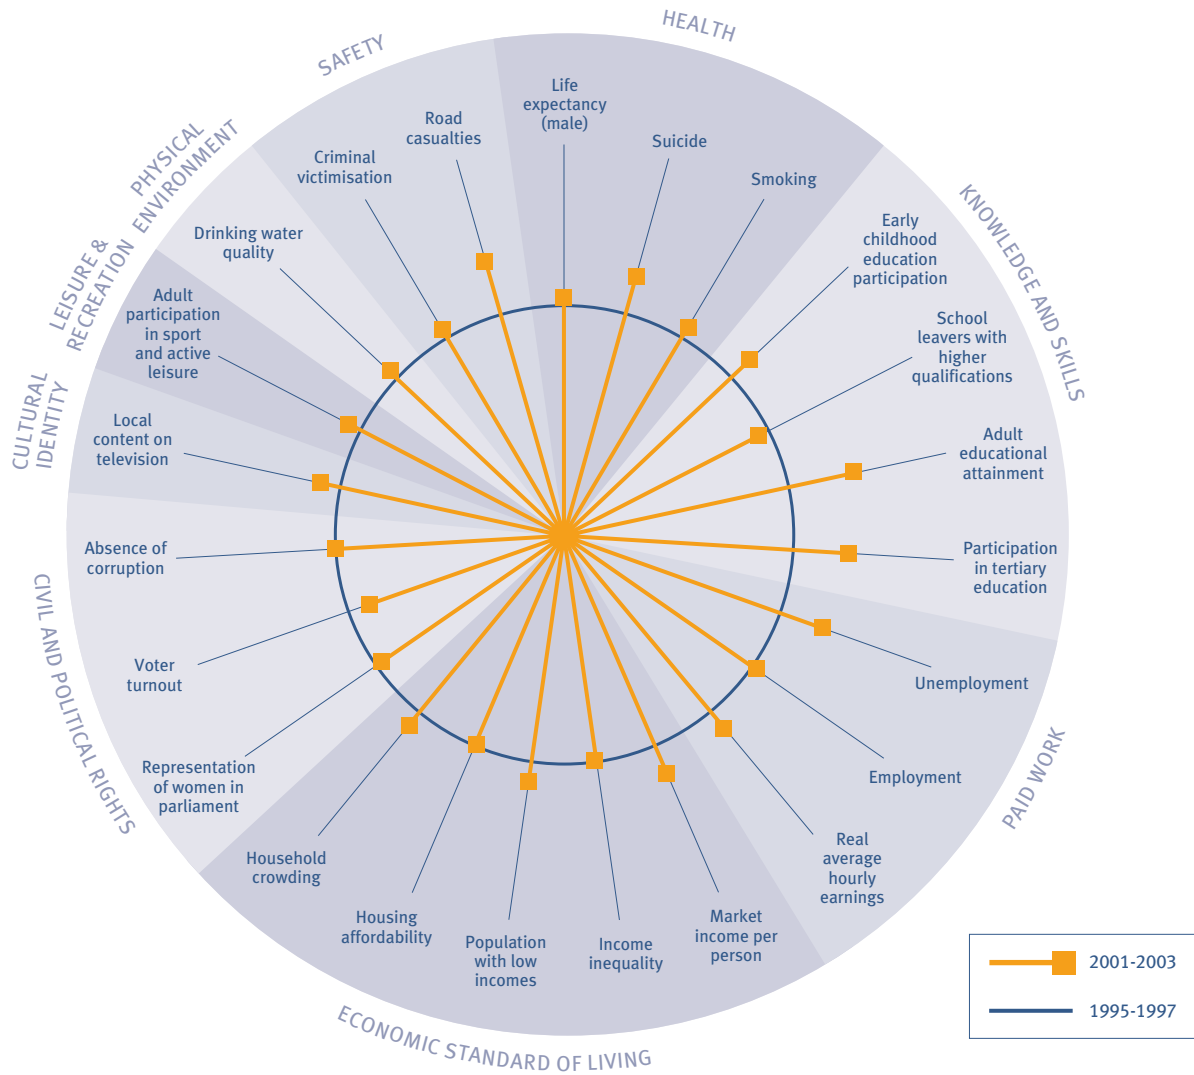 HEALTH
SAFETY
PHYSICAL
ENVIRONMENT
LEISURE &
RECREATION
CULTURAL
IDENTITY
CIVIL AND POLITICAL RIGHTS
ECONOMIC STANDARD OF LIVING
PAID WORK
KNOWLEDGE AND SKILLS
Life
expectancy
(male)
Suicide
Smoking
Early
childhood
education
participation
School
leavers with
higher
qualifications
Adult
educational
attainment
Participation
in tertiary
education
Unemployment
Employment
Real
average
hourly
earnings
Market
income per
person
Income
inequality
Population
with low
incomes
Housing
affordability
Household
crowding
Representation
of women in
parliament
Voter
turnout
Absence of
corruption
Local
content on
television
Adult
participation
in sport
and active
leisure
Drinking water
quality
Criminal
victimisation
Road
casualties
2001-2003
1995-1997